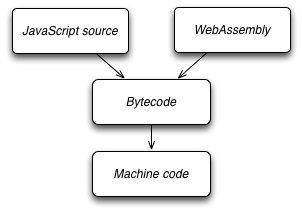 JavaScript source
WebAssembly
Bytecode
Machine code